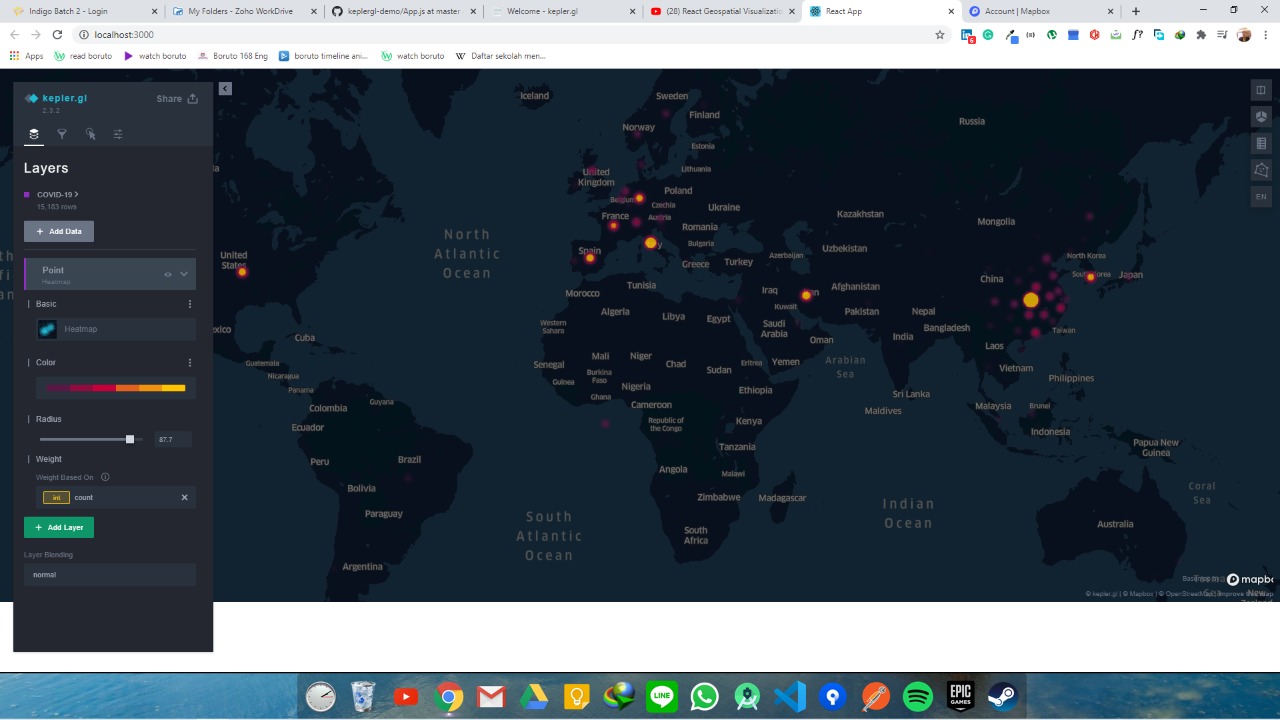 Indigo Batch 2 - Login
My Folders - Zoho WorkDrive
keplergl-demo/App.js at master
Welcome - kepler.gl
(28) React Geospatial Visualizatio
React App
Account | Mapbox
localhost:3000
6
f?
Apps
read boruto
watch boruto
Boruto 168 Eng
boruto timeline ani...
watch boruto
Daftar sekolah men...
kepler.gl
2.3.2
Share
Layers
COVID-19
15,183 rows
Add Data
Point
Heatmap
Basic
Heatmap
Color
Radius
87.7
Weight
Weight Based On
int
count
Add Layer
Layer Blending
normal
EN
Iceland
Sweden
Finland
Norway
Russia
Estonia
Lithuania
United
Kingdom
Poland
Belgium
Czechia
Ukraine
France
Austria
Kazakhstan
Mongolia
Romania
North
Atlantic
Ocean
Bulgaria
Uzbekistan
Spain
United
States
Greece
Turkey
Azerbaijan
North Korea
South Korea
Japan
China
Tunisia
Morocco
Iraq
Afghanistan
Algeria
Libya
Egypt
Kuwait
Pakistan
Nepal
Western
Sahara
Saudi
Arabia
Oman
India
Bangladesh
Taiwan
Cuba
Mali
Niger
Chad
Laos
Guatemala
Senegal
Sudan
Eritrea
Yemen
Arabian
Sea
Vietnam
Nicaragua
Guinea
Burkina
Faso
Nigeria
Philippines
Panama
Ghana
Ethiopia
Sri Lanka
Guyana
Colombia
Cameroon
Maldives
Malaysia
Brunei
Ecuador
Republic of
the Congo
Kenya
Indonesia
Papua New
Guinea
Peru
Brazil
Tanzania
Angola
Malawi
Bolivia
Zimbabwe
Madagascar
Indian
Ocean
Coral
Sea
Paraguay
South
Atlantic
Ocean
South
Africa
Australia
Argentina
Basemap by
mapbo
© kepler.gl | © Mapbox | © OpenStreetMap | Improve this map
New
LINE
EPIC
GAMES